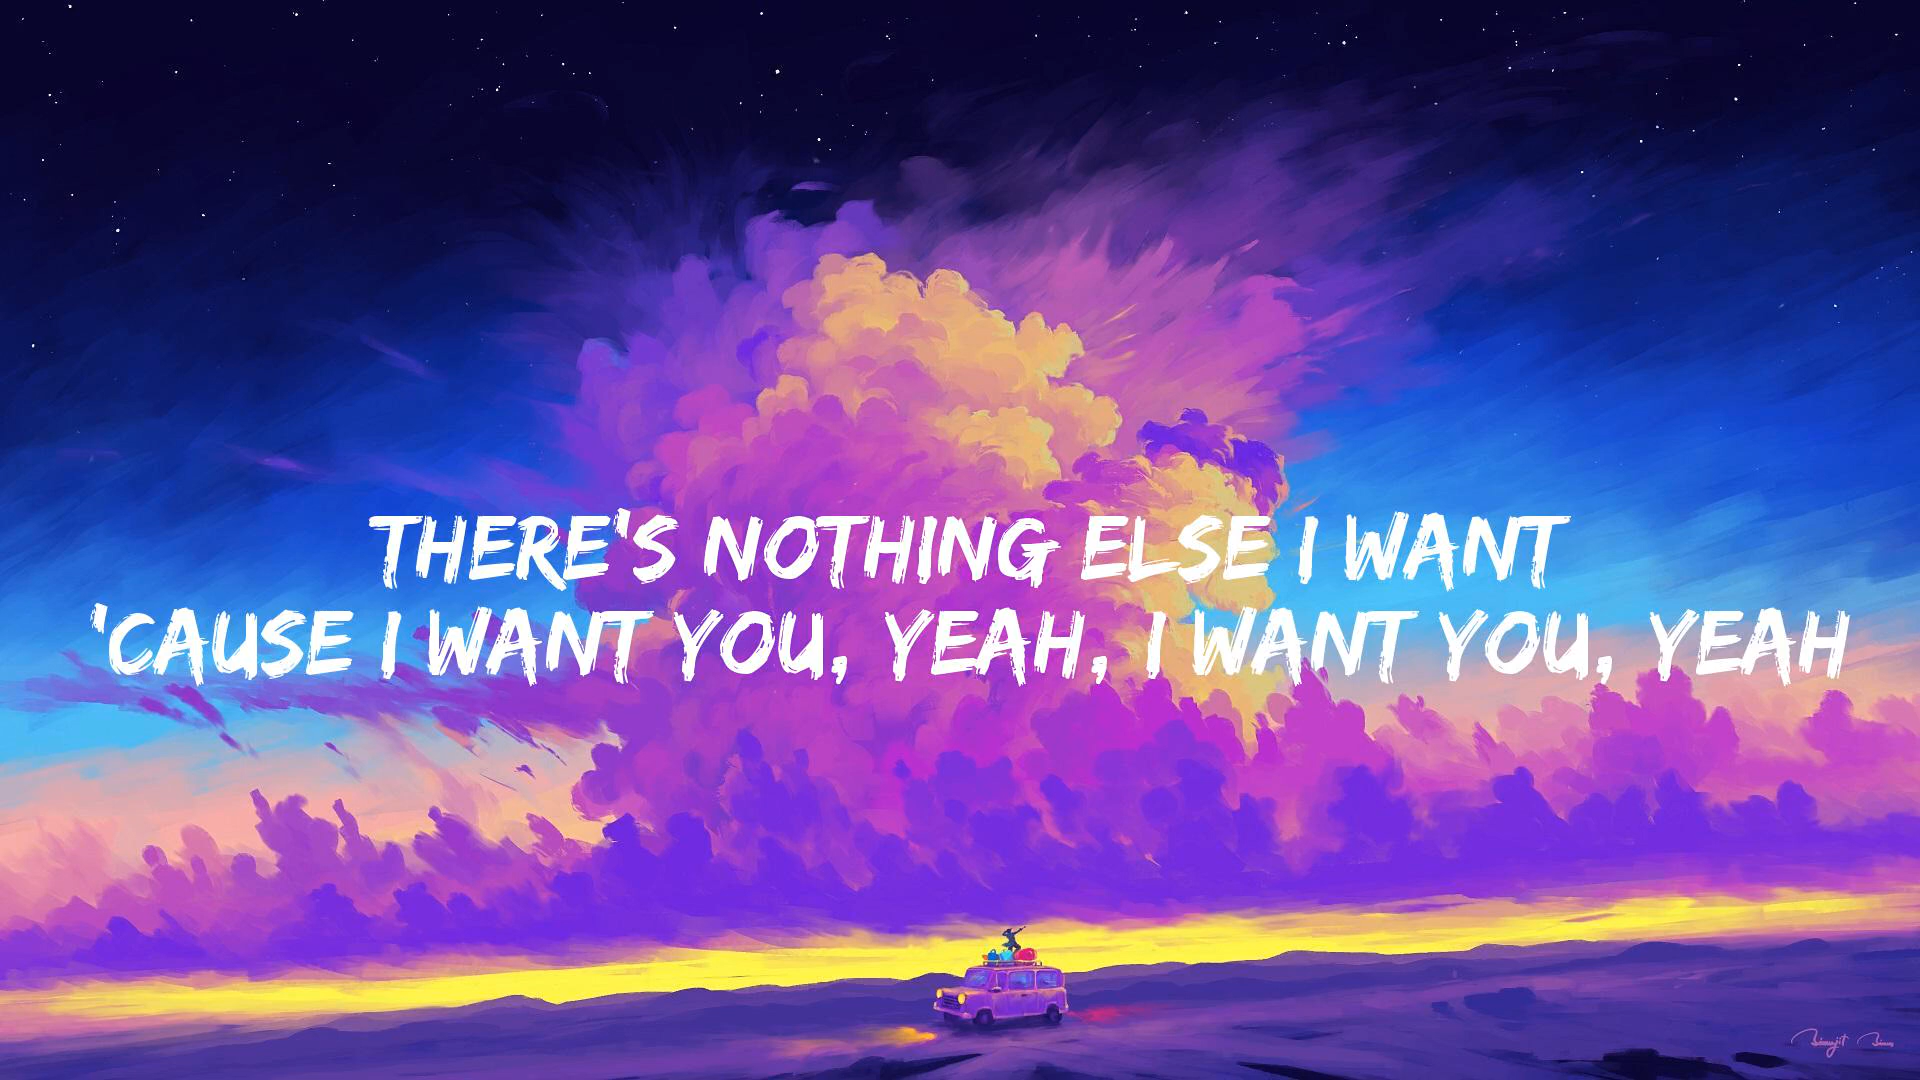 THERE'S NOTHING ELSE I WANT
'CAUSE I WANT YOU, YEAH, I WANT YOU, YEAH